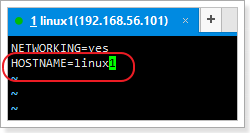 1 linux1(192.168.56.101)
+
NETWORKING=yes
HOSTNAME=linux1
~
~
~